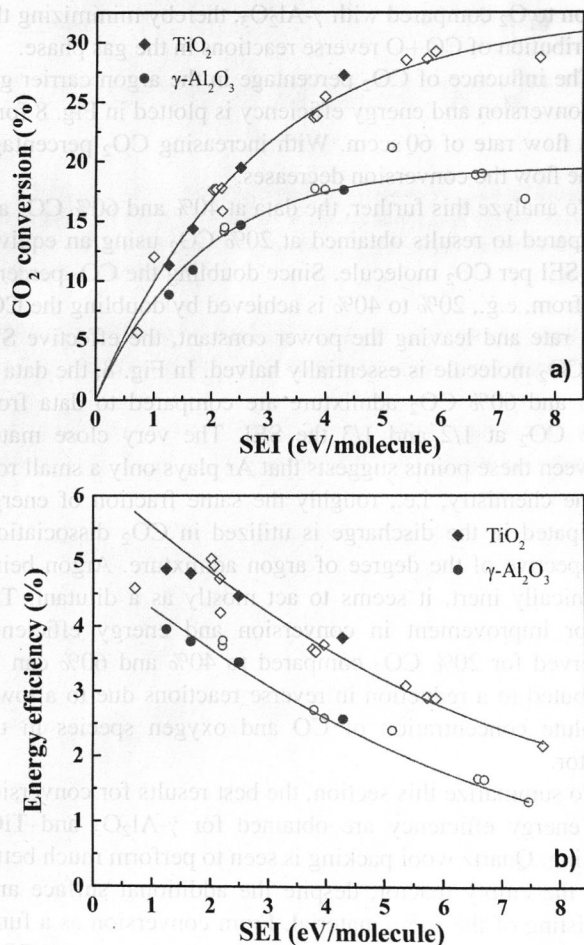 30
25
20
15
10
5
0
CO₂ conversion (%)
TiO₂
γ-Al₂O₃
a)
0 1 2 3 4 5 6 7 8
SEI (eV/molecule)
6
5
4
3
2
1
0
Energy efficiency (%)
TiO₂
γ-Al₂O₃
b)
0 1 2 3 4 5 6 7 8
SEI (eV/molecule)